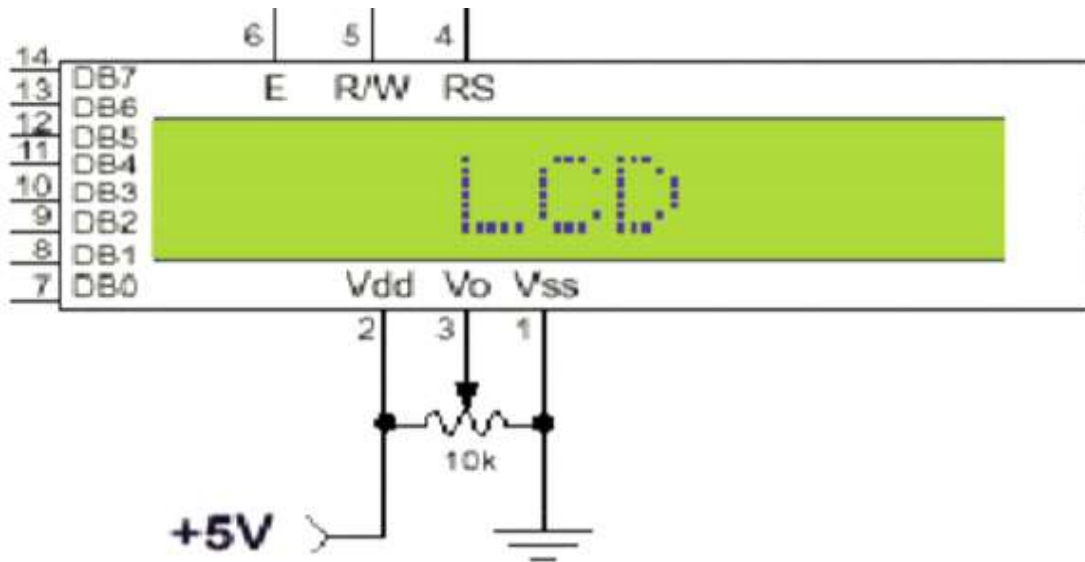 6 5 4
E R/W RS
14 DB7
13 DB6
12 DB5
11 DB4
10 DB3
9 DB2
8 DB1
7 DB0
LCD
Vdd Vo Vss
2 3 1
10k
+5V